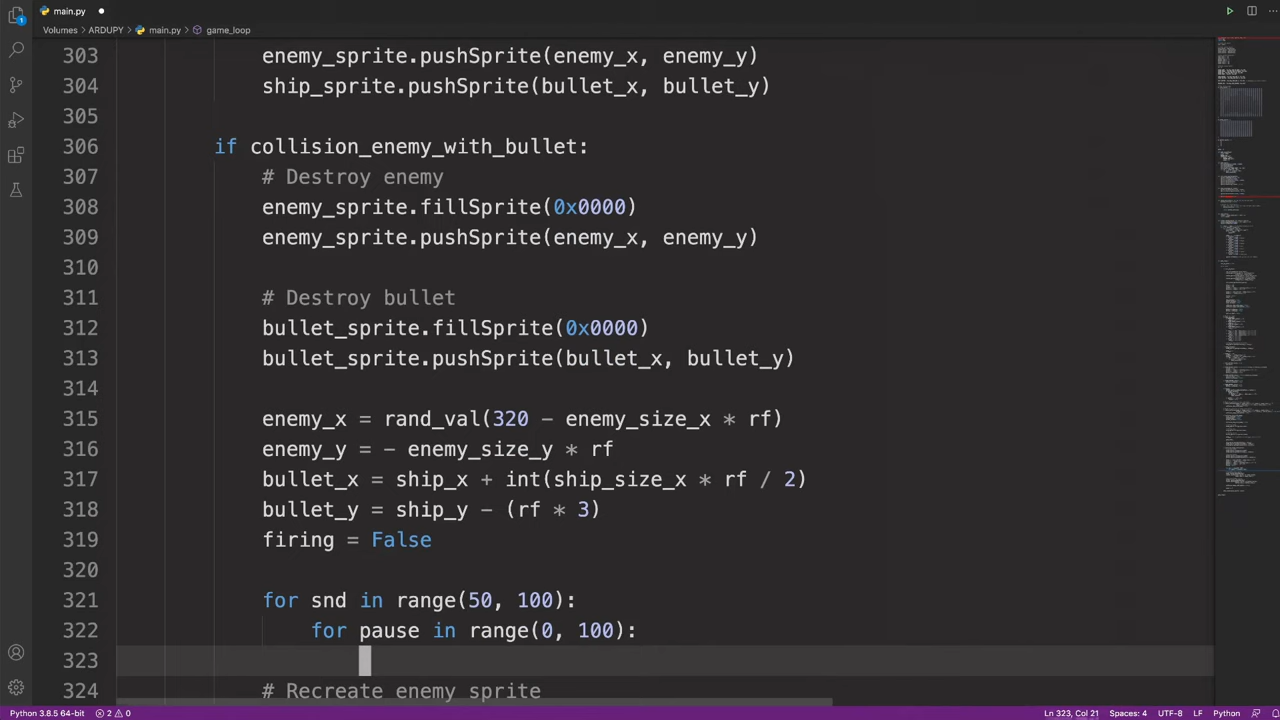 main.py
Volumes ARDUPY main.py game_loop
1
303 enemy_sprite.pushSprite(enemy_x, enemy_y)
304 ship_sprite.pushSprite(bullet_x, bullet_y)
305
306 if collision_enemy_with_bullet:
307 # Destroy enemy
308 enemy_sprite.fillSprite(0x0000)
309 enemy_sprite.pushSprite(enemy_x, enemy_y)
310
311 # Destroy bullet
312 bullet_sprite.fillSprite(0x0000)
313 bullet_sprite.pushSprite(bullet_x, bullet_y)
314
315 enemy_x = rand_val(320 - enemy_size_x * rf)
316 enemy_y = - enemy_size_y * rf
317 bullet_x = ship_x + int(ship_size_x * rf / 2)
318 bullet_y = ship_y - (rf * 3)
319 firing = False
320
321 for snd in range(50, 100):
322 for pause in range(0, 100):
323
324 # Recreate enemy sprite
Python 3.8.5 64-bit 2 0 Ln 323, Col 21 Spaces: 4 UTF-8 LF Python